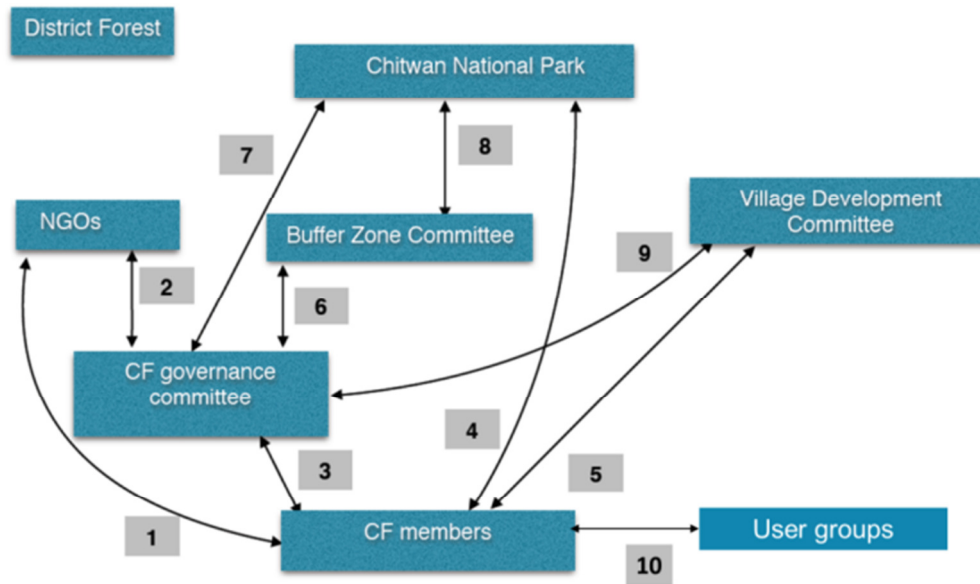 District Forest
Chitwan National Park
7
8
NGOs
Village Development
Committee
Buffer Zone Committee
9
2
6
CF governance
committee
4
3
5
1
CF members
User groups
10